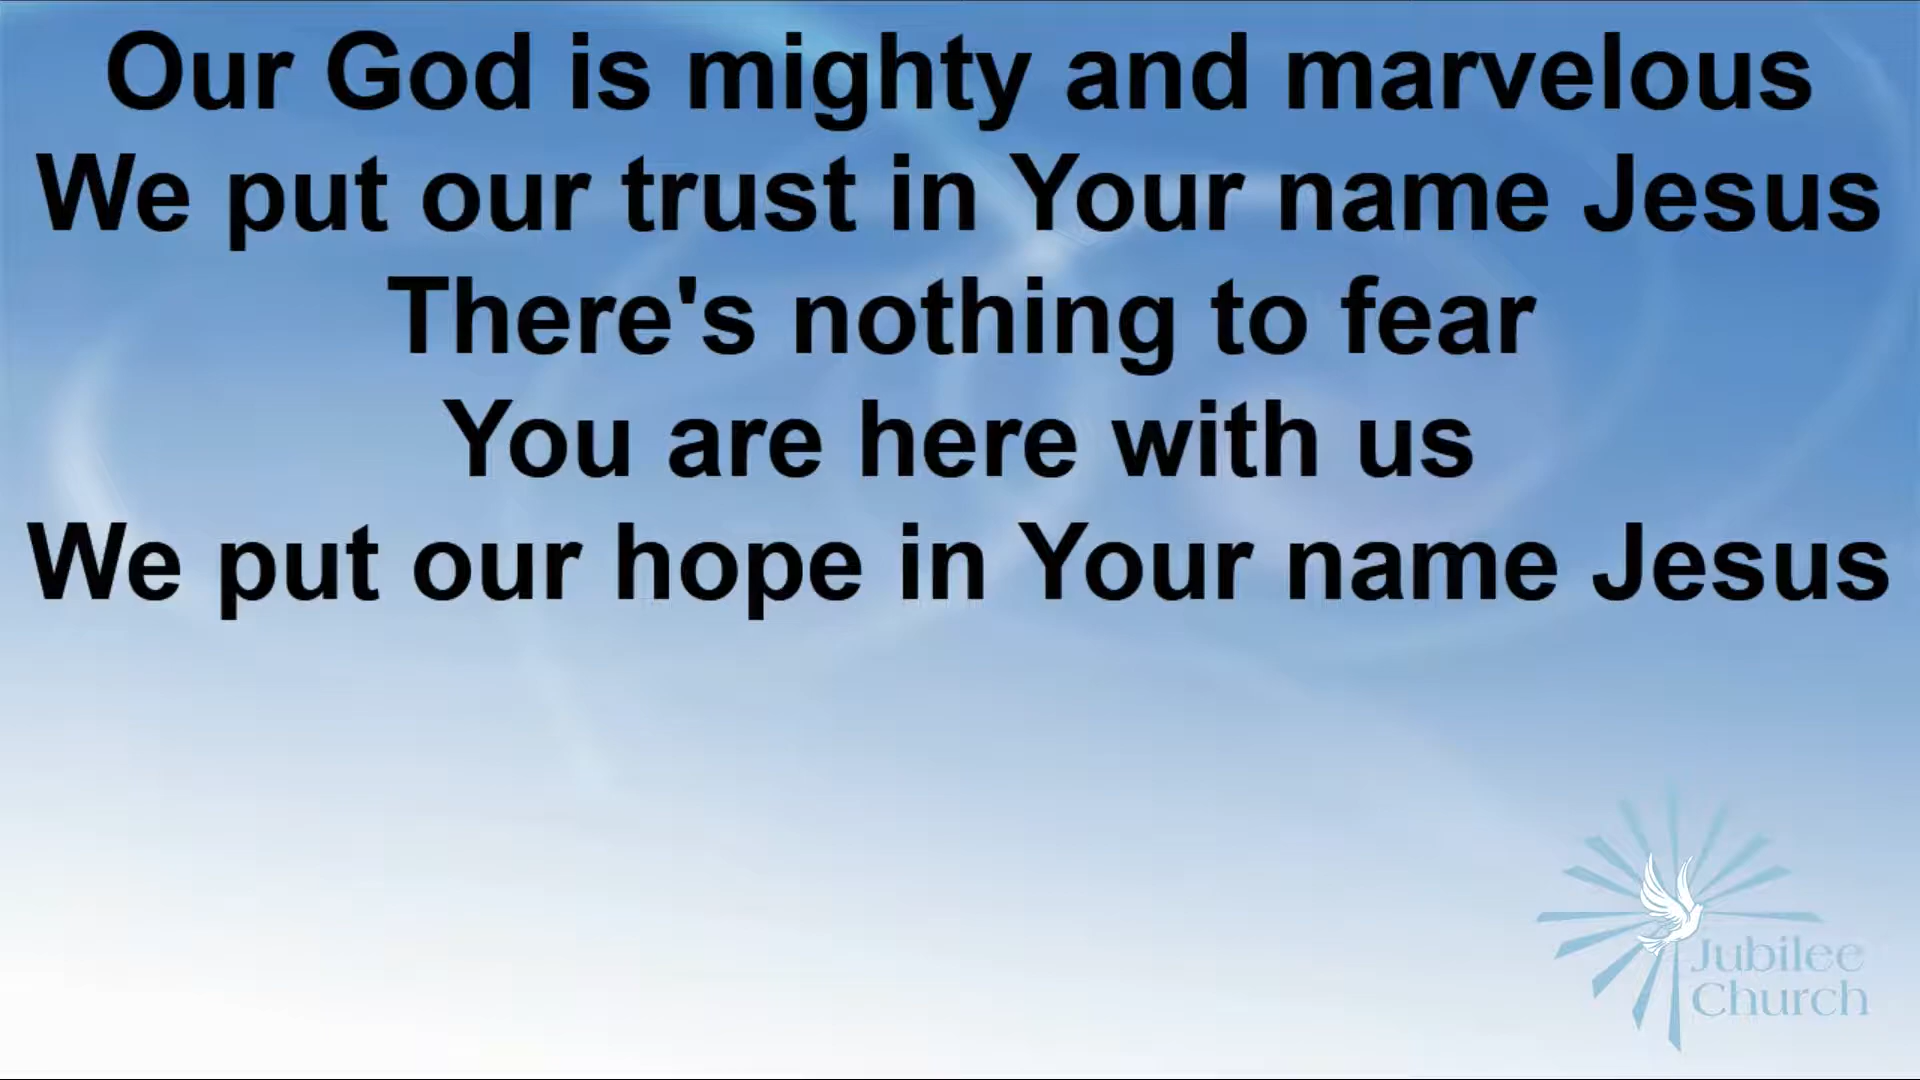 Our God is mighty and marvelous
We put our trust in Your name Jesus
There's nothing to fear
You are here with us
We put our hope in Your name Jesus
Jubilee
Church